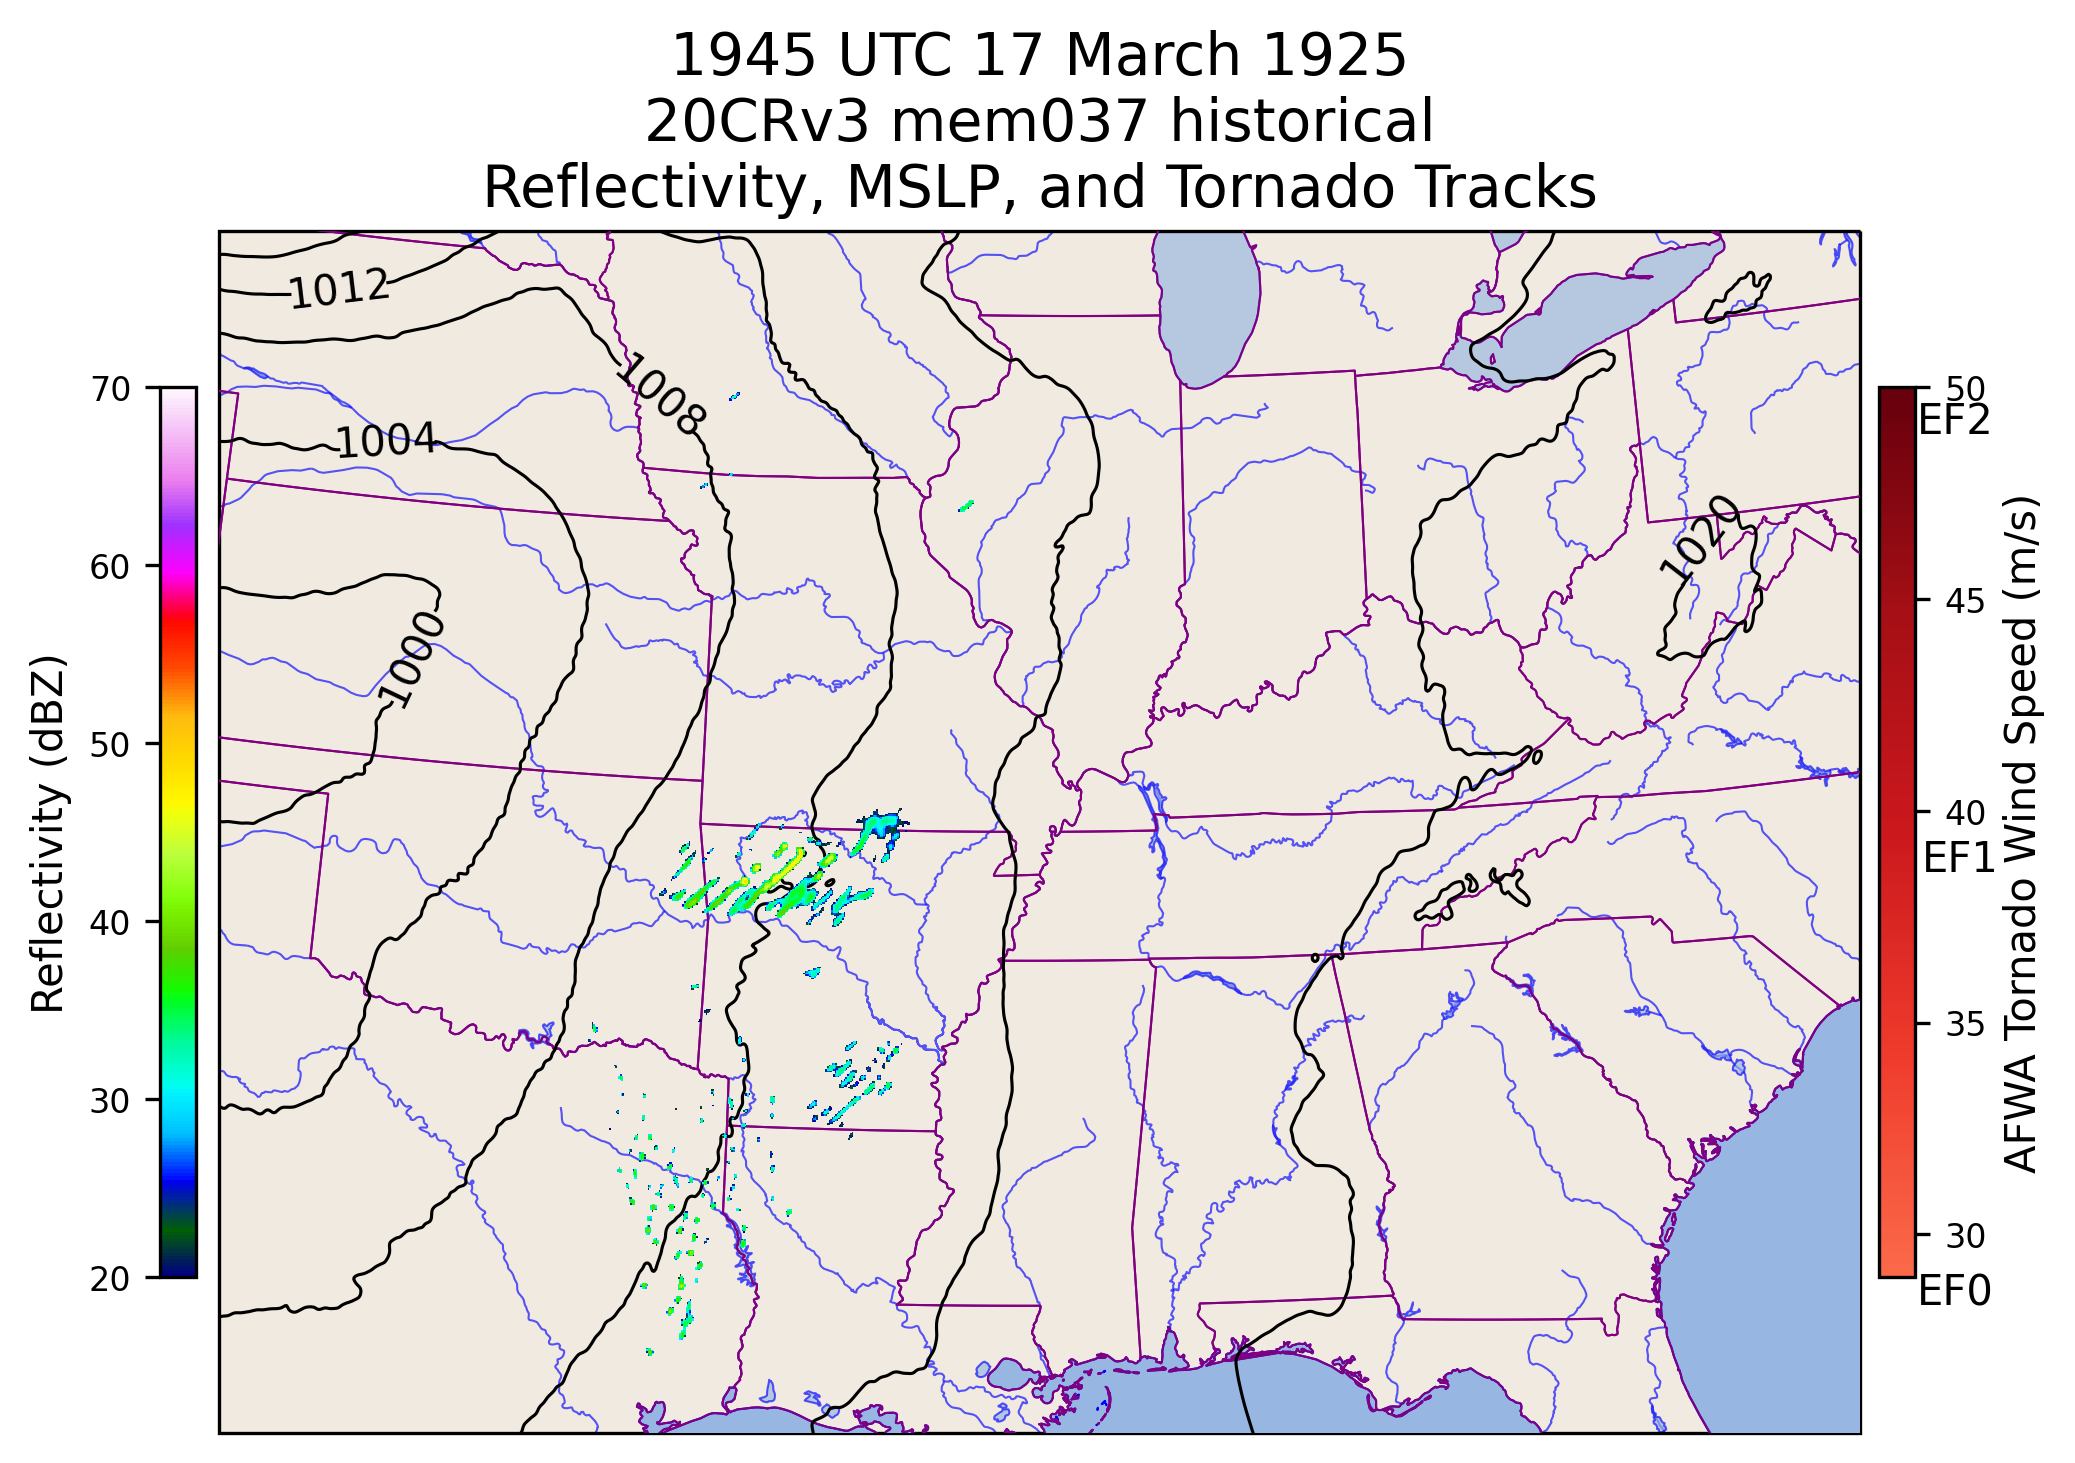 1945 UTC 17 March 1925
20CRv3 mem037 historical
Reflectivity, MSLP, and Tornado Tracks
1012
1008
1004
1000
1020
70
60
50
40
30
20
Reflectivity (dBZ)
50
EF2
45
40
EF1
35
30
EF0
AFWA Tornado Wind Speed (m/s)